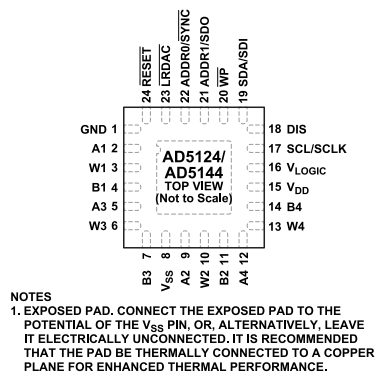 24 RESET
23 LRDAC
22 ADDR0/SYNC
21 ADDR1/SDO
20 WP
19 SDA/SDI
GND 1
A1 2
W1 3
B1 4
A3 5
W3 6
AD5124/
AD5144
TOP VIEW
(Not to Scale)
18 DIS
17 SCL/SCLK
16 VLOGIC
15 VDD
14 B4
13 W4
B3 7
VSS 8
A2 9
W2 10
B2 11
A4 12
NOTES
1. EXPOSED PAD. CONNECT THE EXPOSED PAD TO THE
POTENTIAL OF THE VSS PIN, OR, ALTERNATIVELY, LEAVE
IT ELECTRICALLY UNCONNECTED. IT IS RECOMMENDED
THAT THE PAD BE THERMALLY CONNECTED TO A COPPER
PLANE FOR ENHANCED THERMAL PERFORMANCE.